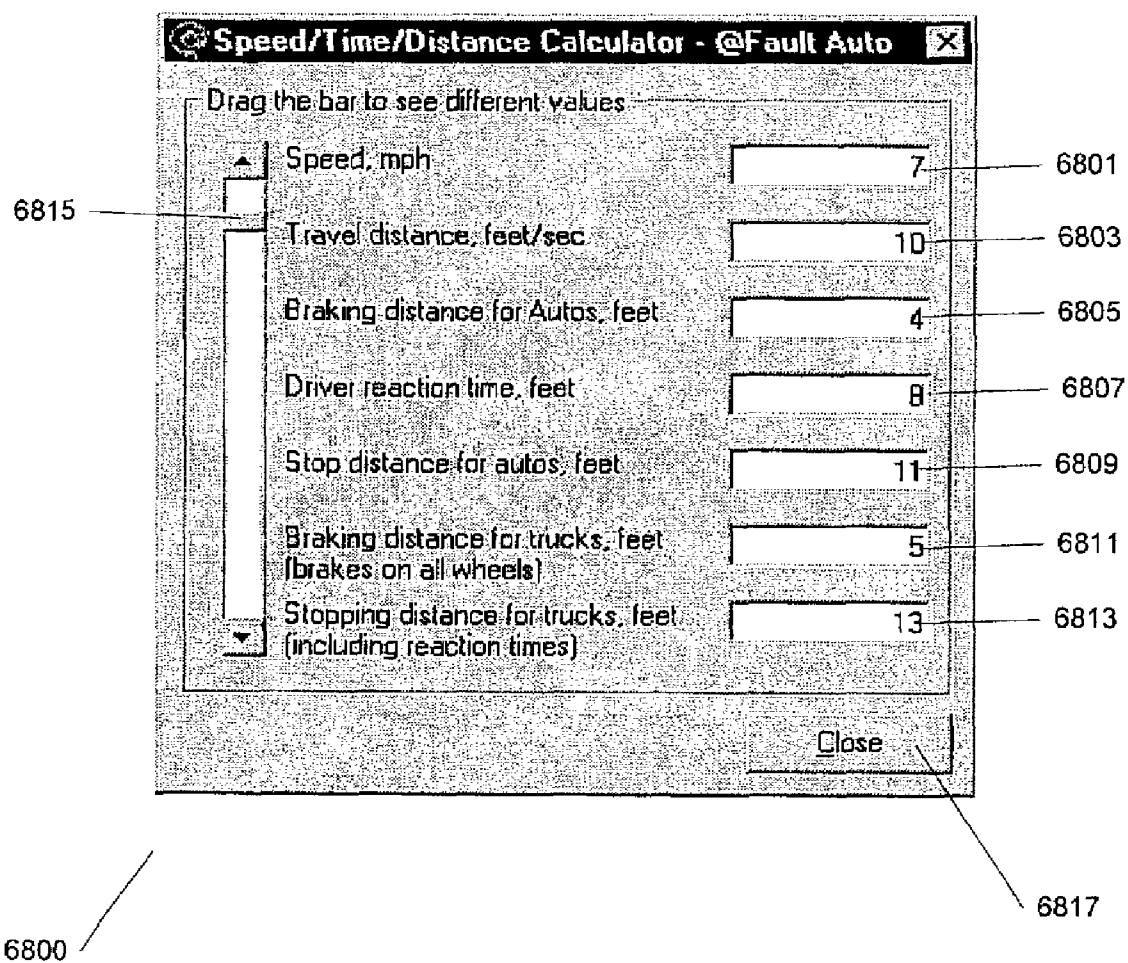 Speed/Time/Distance Calculator - @Fault Auto
Drag the bar to see different values
Speed, mph 7 6801
6815
Travel distance, feet/sec 10 6803
Braking distance for Autos, feet 4 6805
Driver reaction time, feet 8 6807
Stop distance for autos, feet 11 6809
Braking distance for trucks, feet 5 6811
(brakes on all wheels)
Stopping distance for trucks, feet 13 6813
(including reaction times)
Close
6817
6800